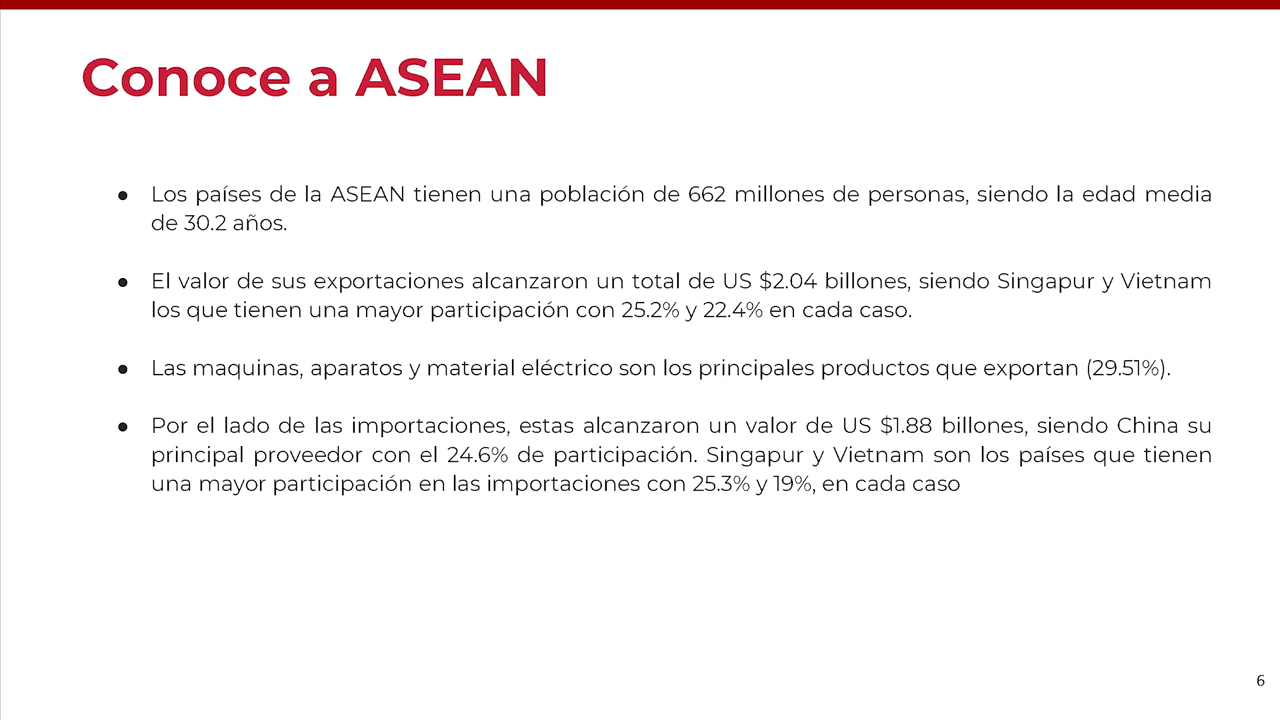 Conoce a ASEAN
● Los países de la ASEAN tienen una población de 662 millones de personas, siendo la edad media
de 30.2 años.
● El valor de sus exportaciones alcanzaron un total de US $2.04 billones, siendo Singapur y Vietnam
los que tienen una mayor participación con 25.2% y 22.4% en cada caso.
● Las maquinas, aparatos y material eléctrico son los principales productos que exportan (29.51%).
● Por el lado de las importaciones, estas alcanzaron un valor de US $1.88 billones, siendo China su
principal proveedor con el 24.6% de participación. Singapur y Vietnam son los países que tienen
una mayor participación en las importaciones con 25.3% y 19%, en cada caso
6